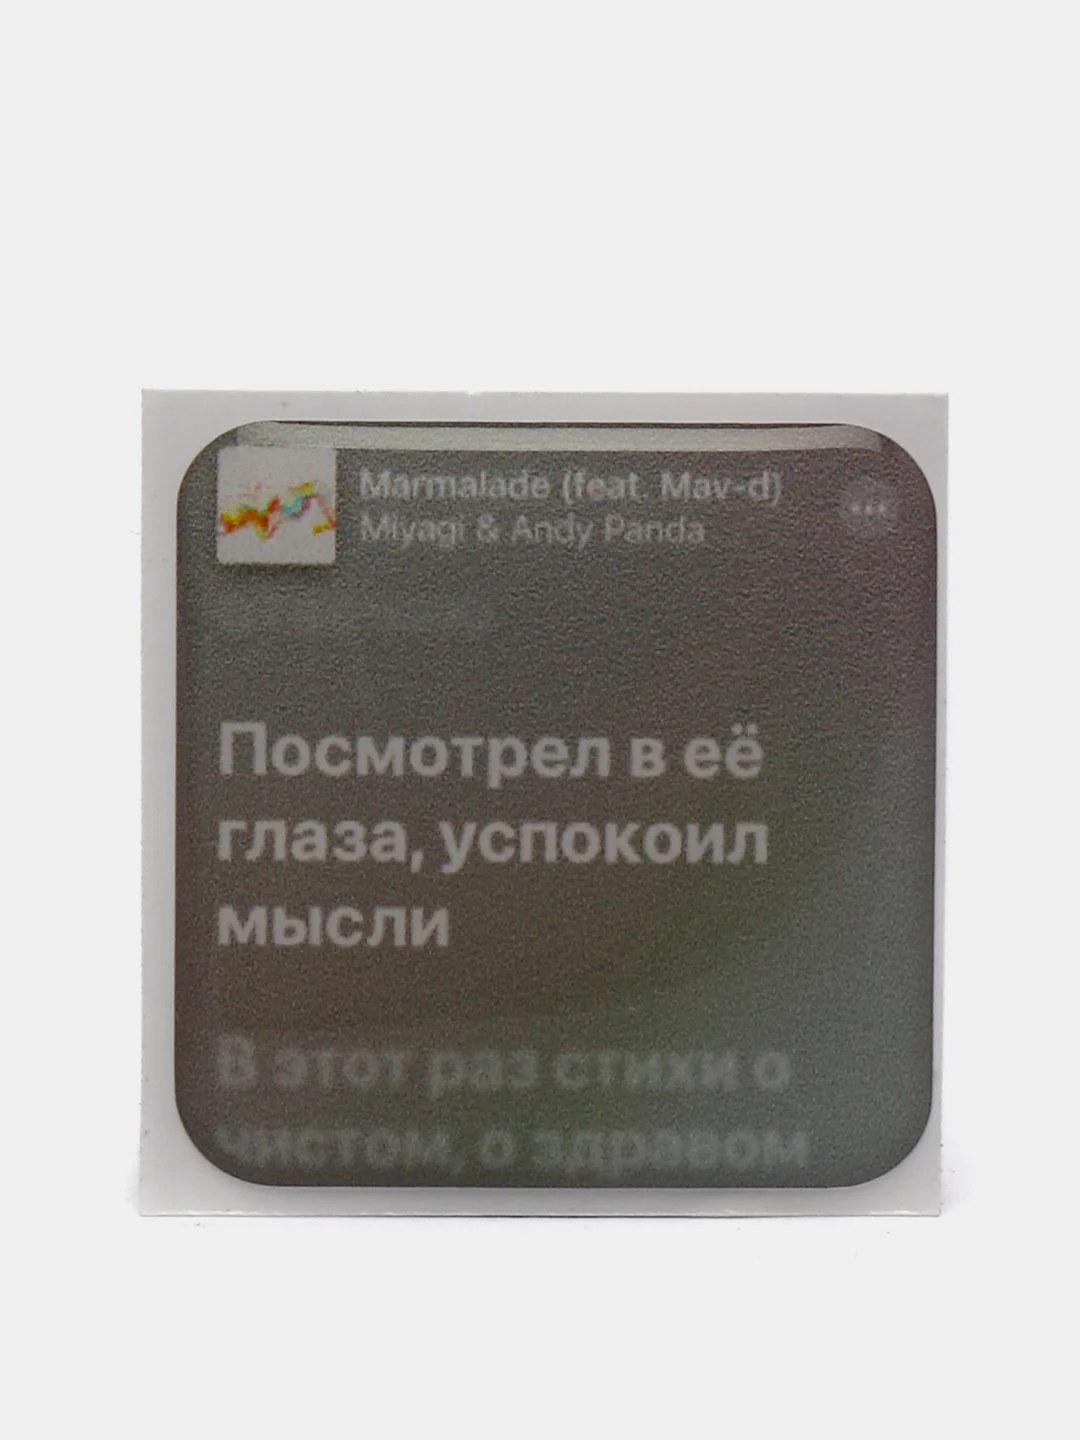 Marmalade (feat. Mav-d)
Miyagi & Andy Panda
Посмотрел в её
глаза, успокоил
мысли
В этот раз стихи о
чистом, о здравом